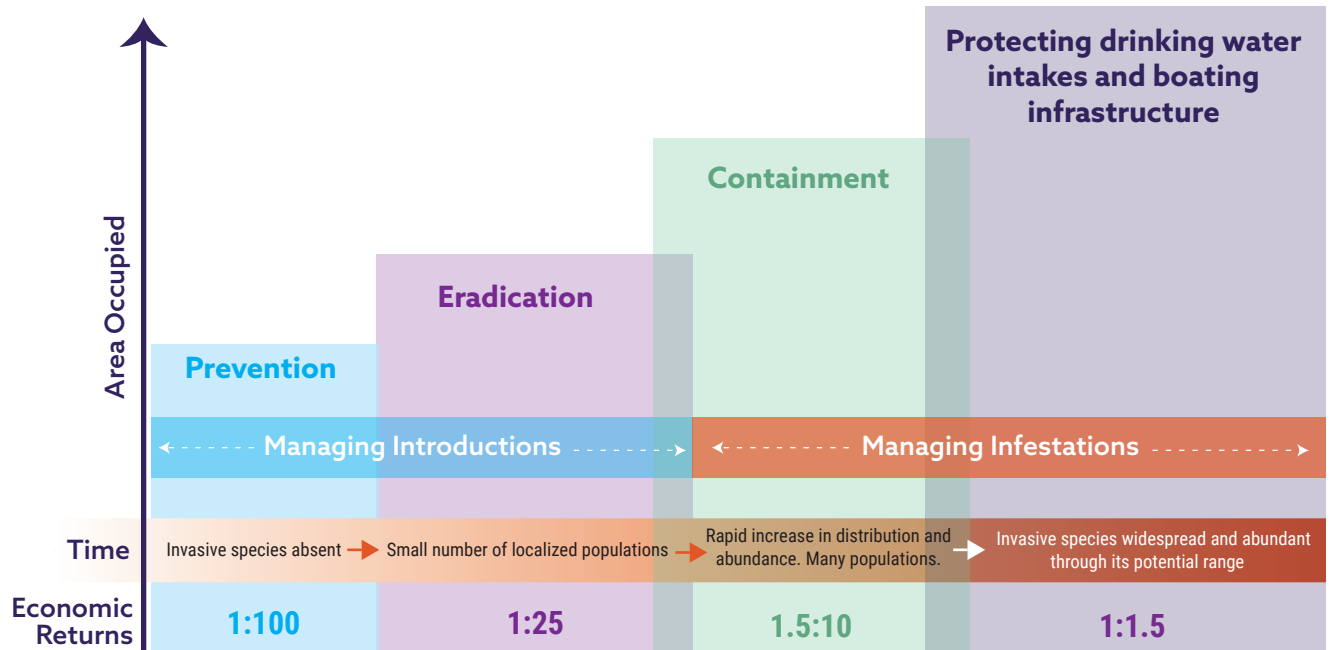 Protecting drinking water
intakes and boating
infrastructure
Containment
Eradication
Prevention
Area Occupied
Managing Introductions
Managing Infestations
Time
Invasive species absent
Small number of localized populations
Rapid increase in distribution and
abundance. Many populations.
Invasive species widespread and abundant
through its potential range
Economic
Returns
1:100
1:25
1.5:10
1:1.5